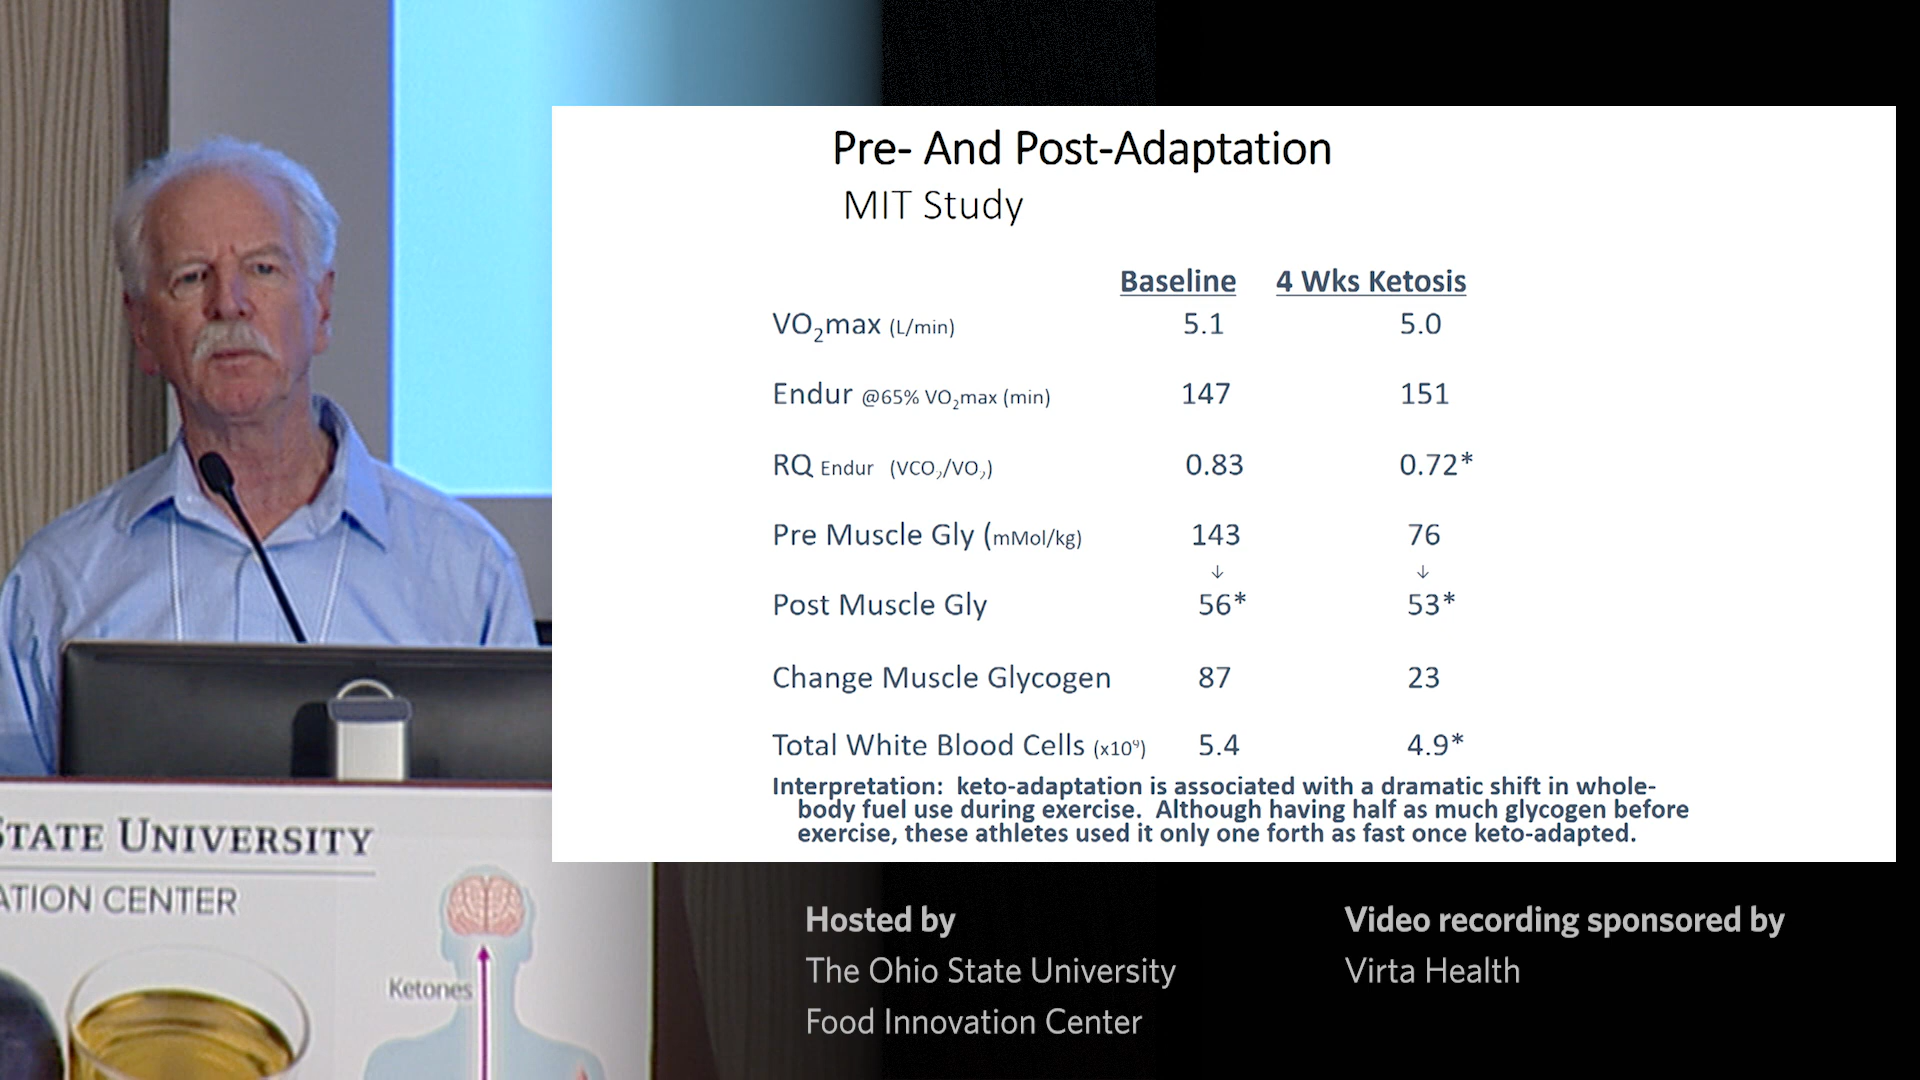 Pre- And Post-Adaptation
MIT Study
Baseline 4 Wks Ketosis
VO2max (L/min) 5.1 5.0
Endur @65% VO2max (min) 147 151
RQ Endur (VCO2/VO2) 0.83 0.72*
Pre Muscle Gly (mMol/kg) 143 76
↓ ↓
Post Muscle Gly 56* 53*
Change Muscle Glycogen 87 23
Total White Blood Cells (x10⁹) 5.4 4.9*
Interpretation: keto-adaptation is associated with a dramatic shift in whole-
body fuel use during exercise. Although having half as much glycogen before
exercise, these athletes used it only one forth as fast once keto-adapted.
STATE UNIVERSITY
ATION CENTER
Ketones
Hosted by
The Ohio State University
Food Innovation Center
Video recording sponsored by
Virta Health